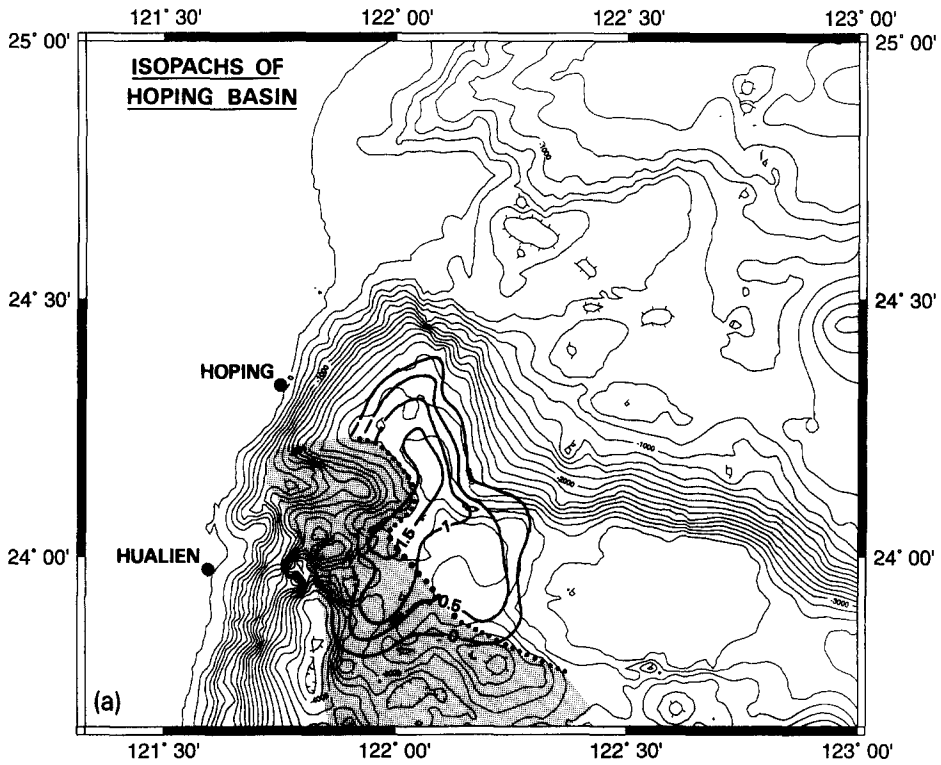 121° 30' 122° 00' 122° 30' 123° 00'
25° 00' 25° 00'
ISOPACHS OF
HOPING BASIN
-1000
24° 30' 24° 30'
HOPING
-1000
-2000
1.5 1
24° 00' 24° 00'
HUALIEN
0.5
-3000
0
(a)
121° 30' 122° 00' 122° 30' 123° 00'